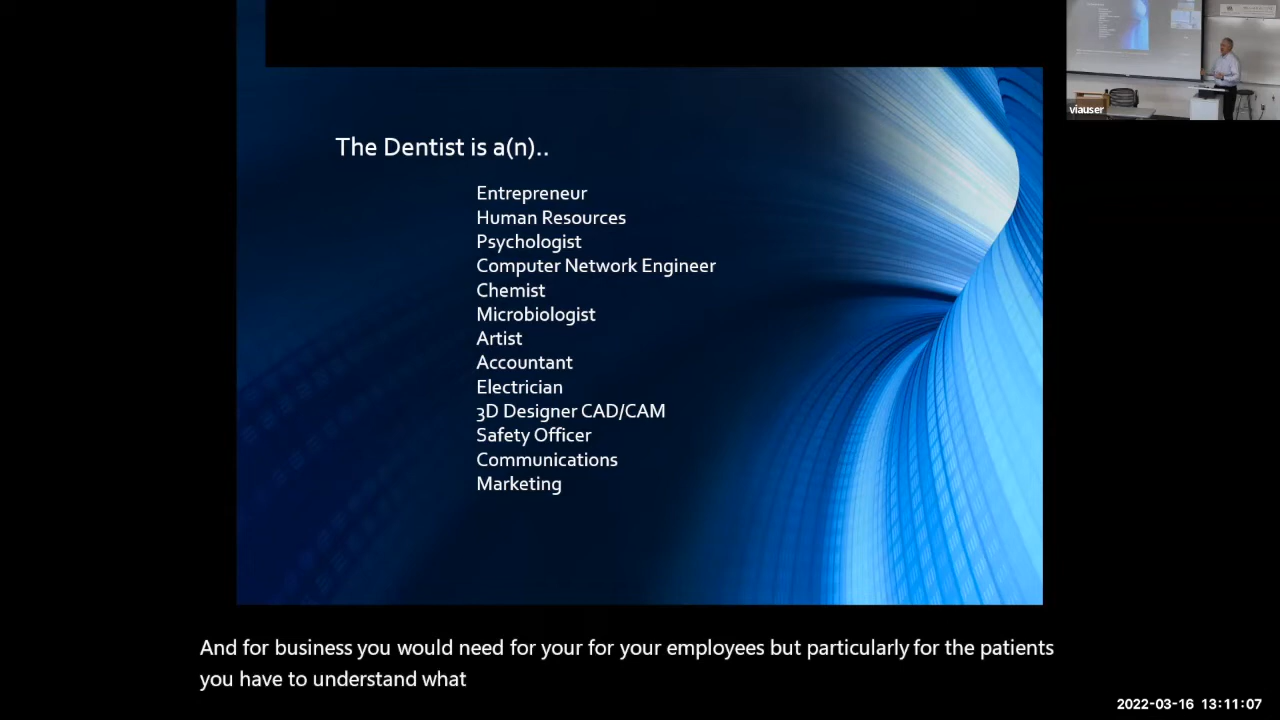 The Dentist is a(n)..
Entrepreneur
Human Resources
Psychologist
Computer Network Engineer
Chemist
Microbiologist
Artist
Accountant
Electrician
3D Designer CAD/CAM
Safety Officer
Communications
Marketing
viauser
And for business you would need for your for your employees but particularly for the patients
you have to understand what
2022-03-16 13:11:07